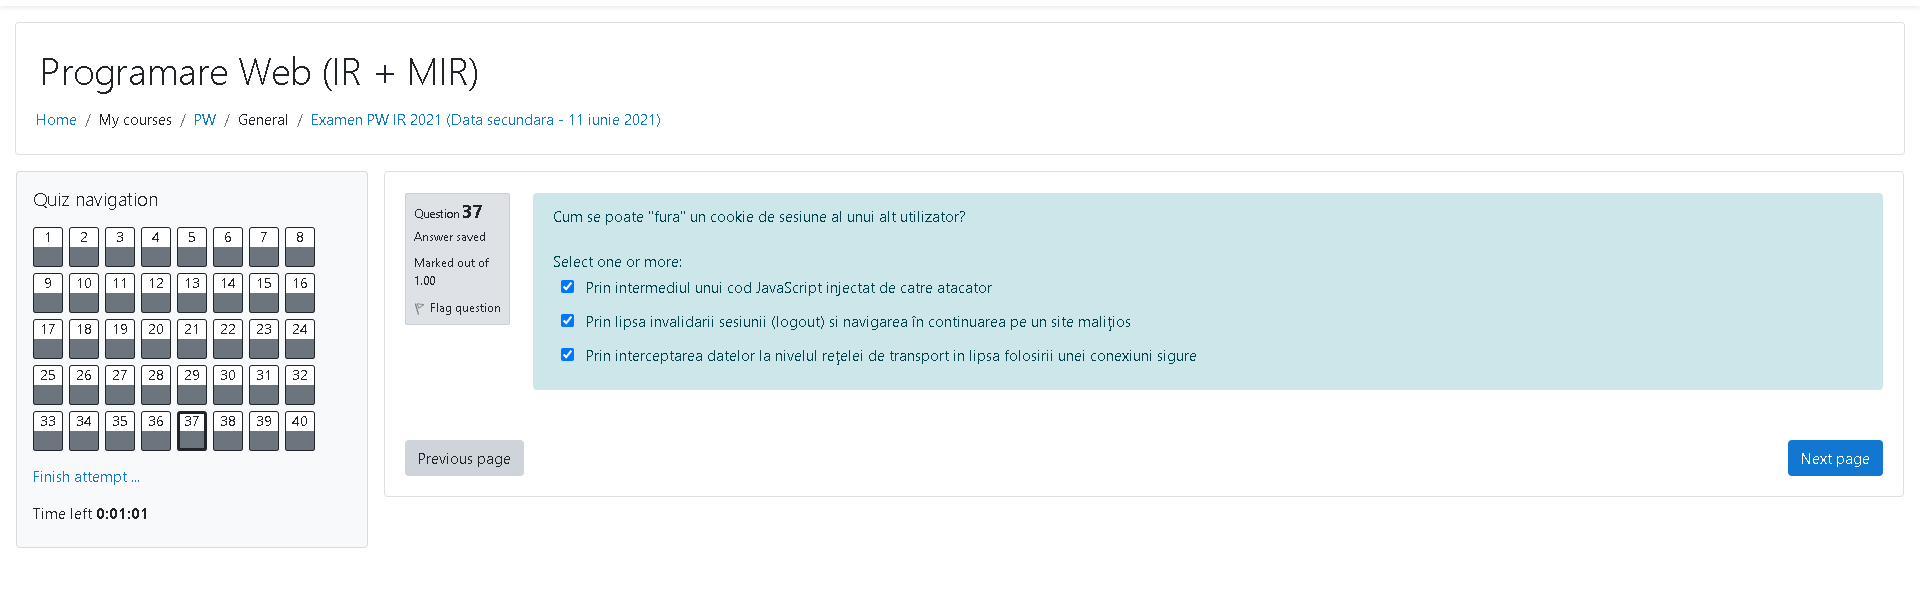 Programare Web (IR + MIR)
Home / My courses / PW / General / Examen PW IR 2021 (Data secundara - 11 iunie 2021)
Quiz navigation
1 2 3 4 5 6 7 8
9 10 11 12 13 14 15 16
17 18 19 20 21 22 23 24
25 26 27 28 29 30 31 32
33 34 35 36 37 38 39 40
Finish attempt ...
Time left 0:01:01
Question 37
Answer saved
Marked out of
1.00
Flag question
Cum se poate "fura" un cookie de sesiune al unui alt utilizator?
Select one or more:
Prin intermediul unui cod JavaScript injectat de catre atacator
Prin lipsa invalidarii sesiunii (logout) si navigarea în continuarea pe un site malițios
Prin interceptarea datelor la nivelul rețelei de transport in lipsa folosirii unei conexiuni sigure
Previous page
Next page